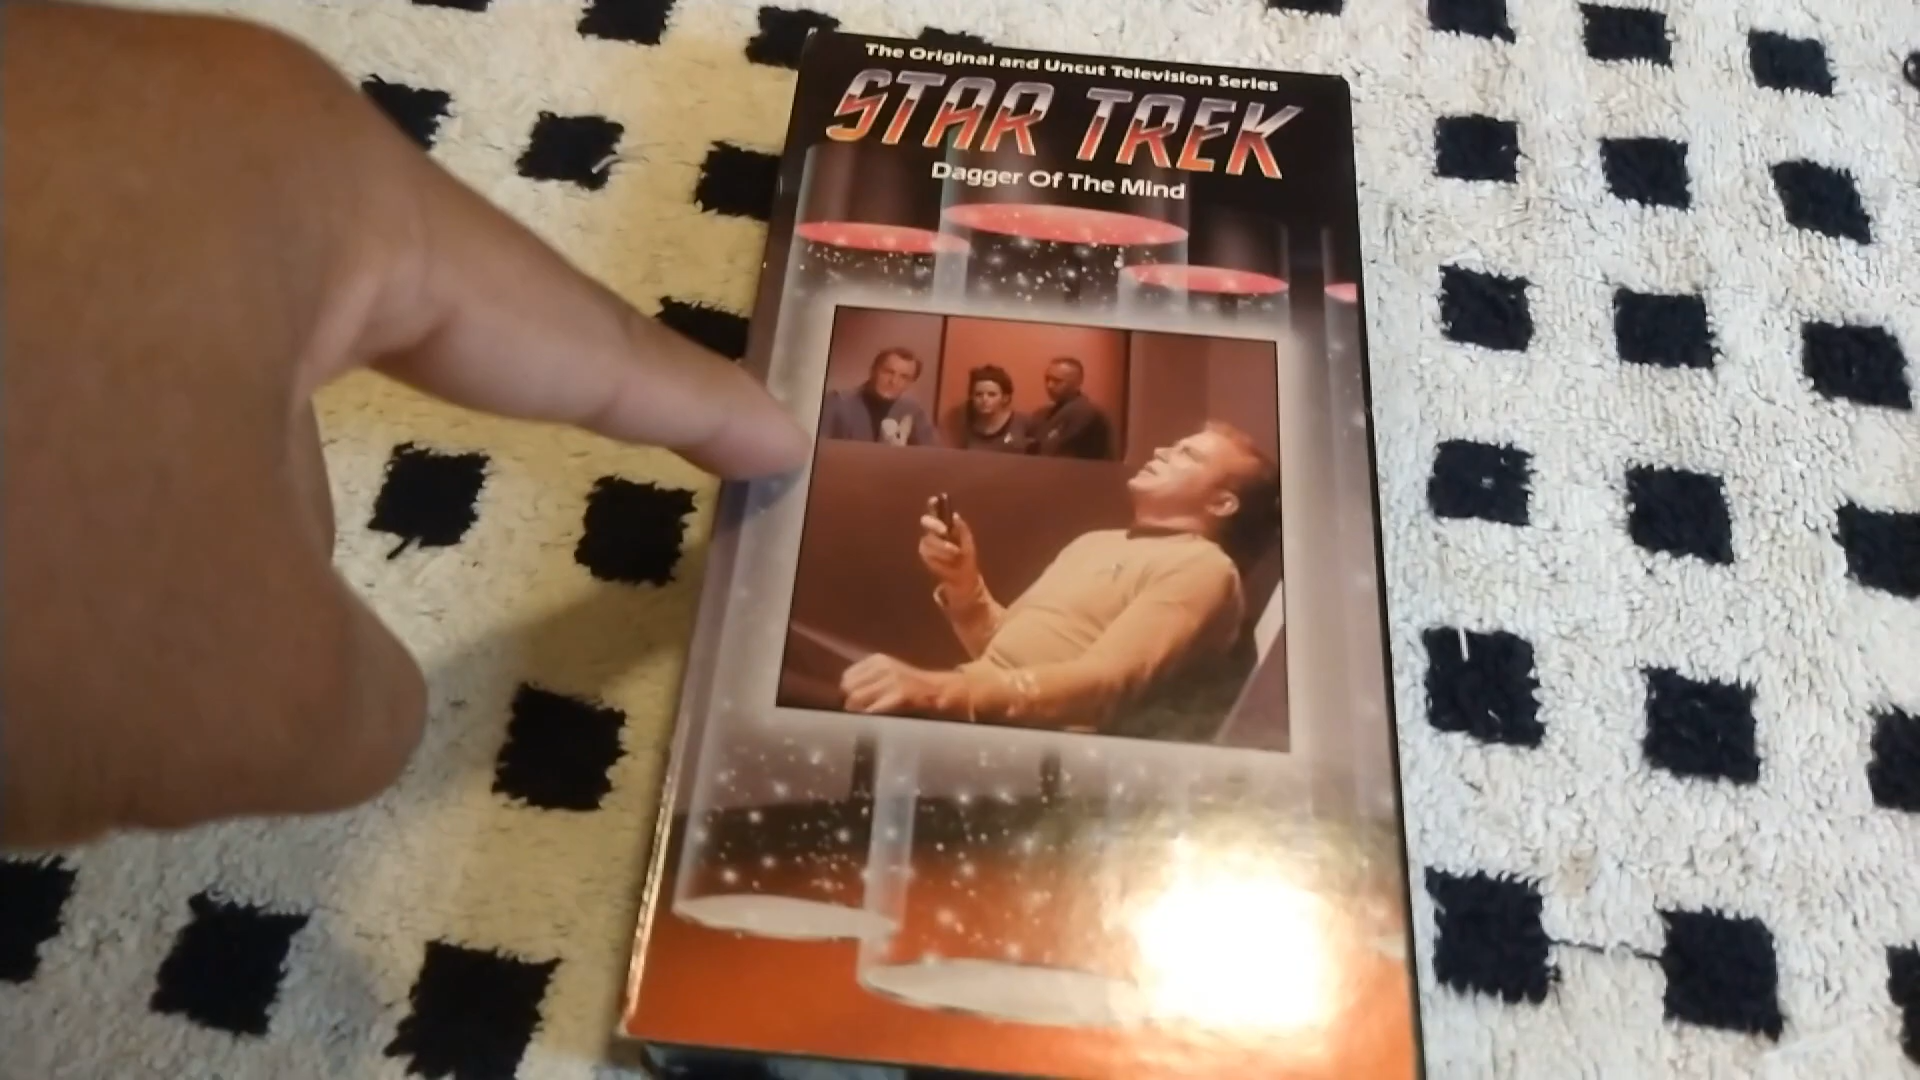 The Original and Uncut Television Series
STAR TREK
Dagger Of The Mind